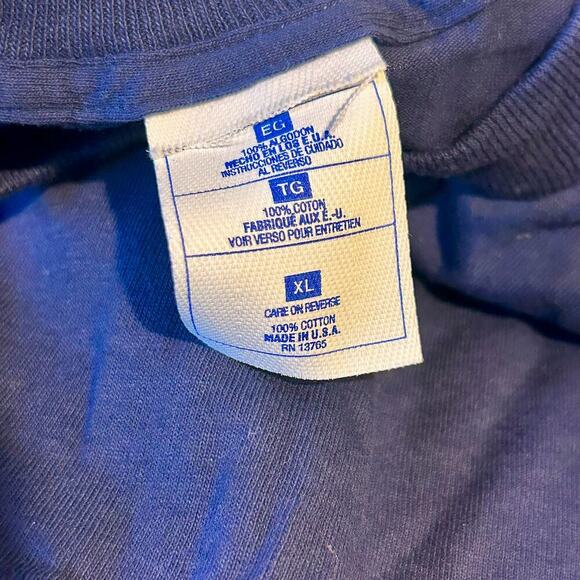 EG
100% ALGODON
HECHO EN LOS E.U.A.
INSTRUCCIONES DE CUIDADO
AL REVERSO
TG
100% COTON
FABRIQUÉ AUX É.-U.
VOIR VERSO POUR ENTRETIEN
XL
CARE ON REVERSE
100% COTTON
MADE IN U.S.A.
RN 13765